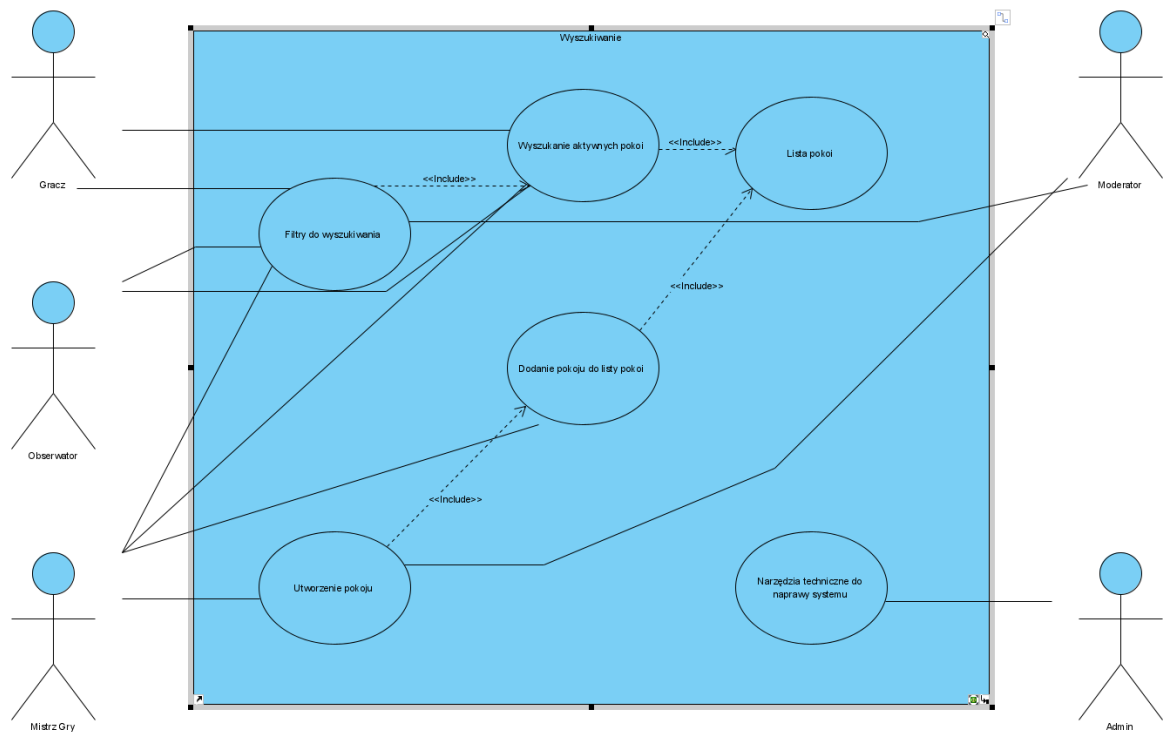 Wyszukiwanie
Wyszukanie aktywnych pokoi
<<Include>>
Lista pokoi
Gracz
<<Include>>
Moderator
Filtry do wyszukiwania
<<Include>>
Dodanie pokoju do listy pokoi
Obserwator
<<Include>>
Utworzenie pokoju
Narzędzia techniczne do
naprawy systemu
Mistrz Gry
Admin